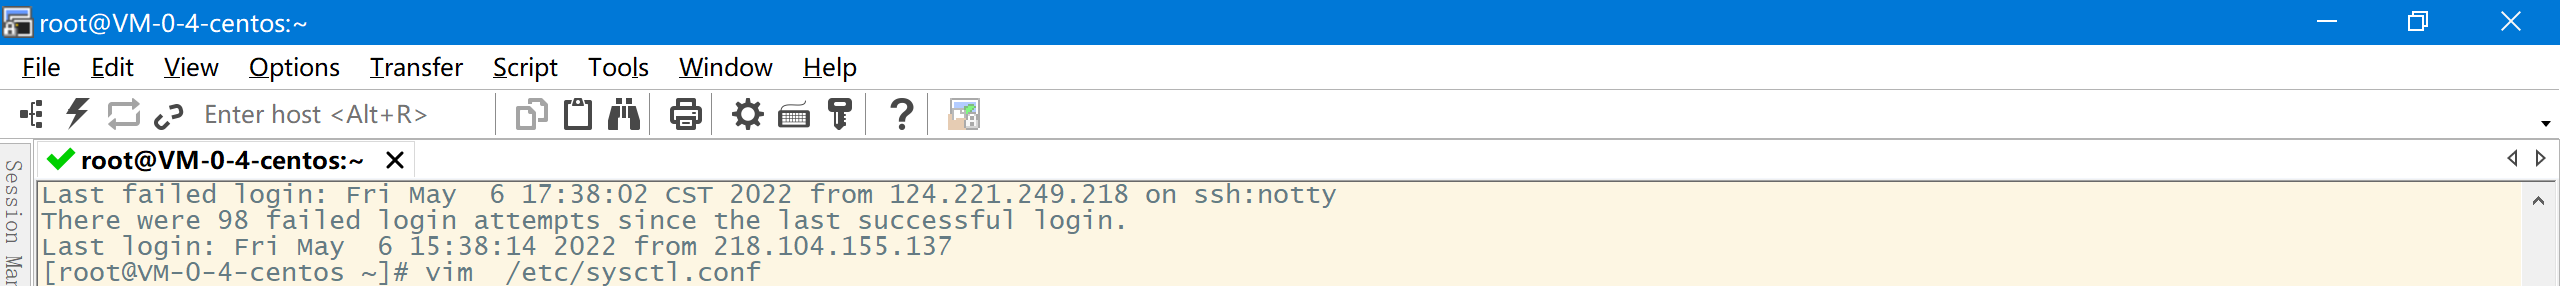 root@VM-0-4-centos:~
File Edit View Options Transfer Script Tools Window Help
Enter host <Alt+R>
root@VM-0-4-centos:~
Session Mar
Last failed login: Fri May  6 17:38:02 CST 2022 from 124.221.249.218 on ssh:notty
There were 98 failed login attempts since the last successful login.
Last login: Fri May  6 15:38:14 2022 from 218.104.155.137
[root@VM-0-4-centos ~]# vim  /etc/sysctl.conf